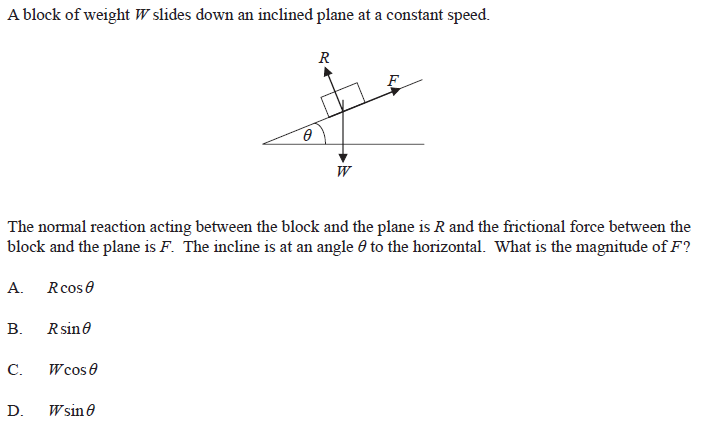 A block of weight W slides down an inclined plane at a constant speed.
R
F
θ
W
The normal reaction acting between the block and the plane is R and the frictional force between the
block and the plane is F. The incline is at an angle θ to the horizontal. What is the magnitude of F?
A. R cos θ
B. R sin θ
C. W cos θ
D. W sin θ